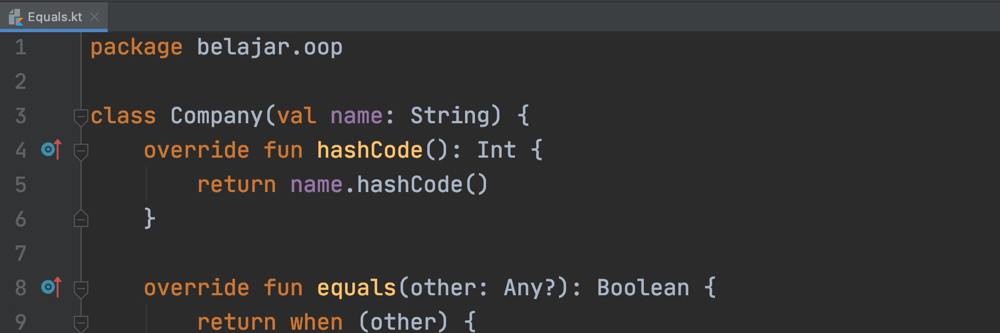 Equals.kt
1 package belajar.oop
2
3 class Company(val name: String) {
4     override fun hashCode(): Int {
5         return name.hashCode()
6     }
7
8     override fun equals(other: Any?): Boolean {
9         return when (other) {